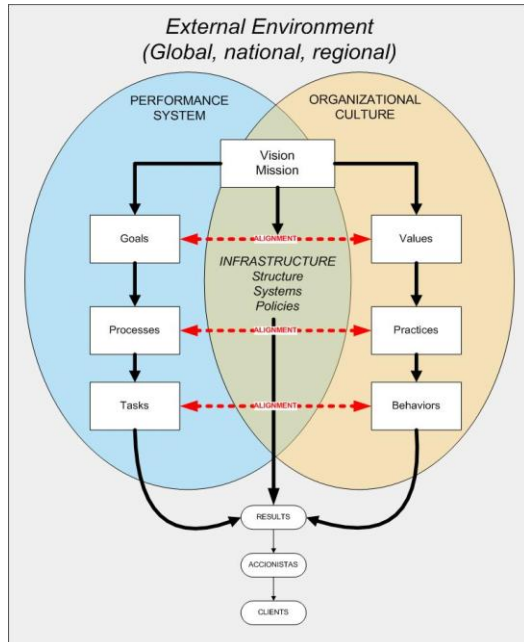 External Environment
(Global, national, regional)
PERFORMANCE
SYSTEM
ORGANIZATIONAL
CULTURE
Vision
Mission
Goals
ALIGNMENT
Values
INFRASTRUCTURE
Structure
Systems
Policies
Processes
ALIGNMENT
Practices
Tasks
ALIGNMENT
Behaviors
RESULTS
ACCIONISTAS
CLIENTS